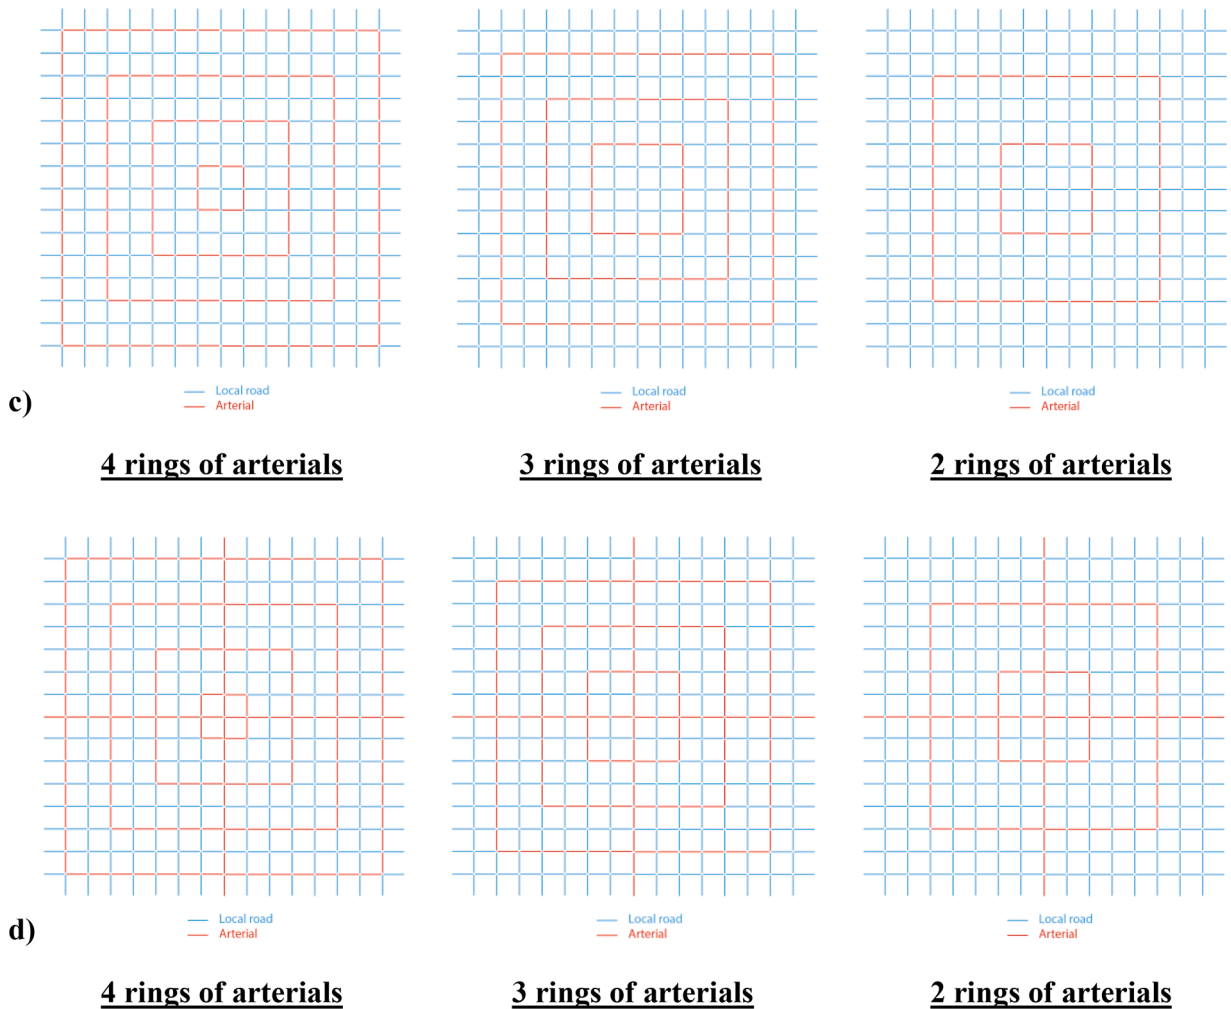 Local road Local road Local road
c) Arterial Arterial Arterial
4 rings of arterials 3 rings of arterials 2 rings of arterials
Local road Local road Local road
d) Arterial Arterial Arterial
4 rings of arterials 3 rings of arterials 2 rings of arterials